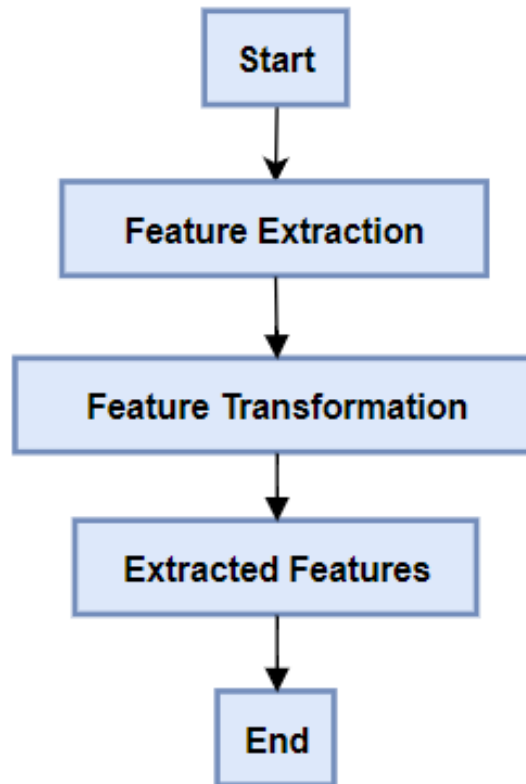 Start
Feature Extraction
Feature Transformation
Extracted Features
End